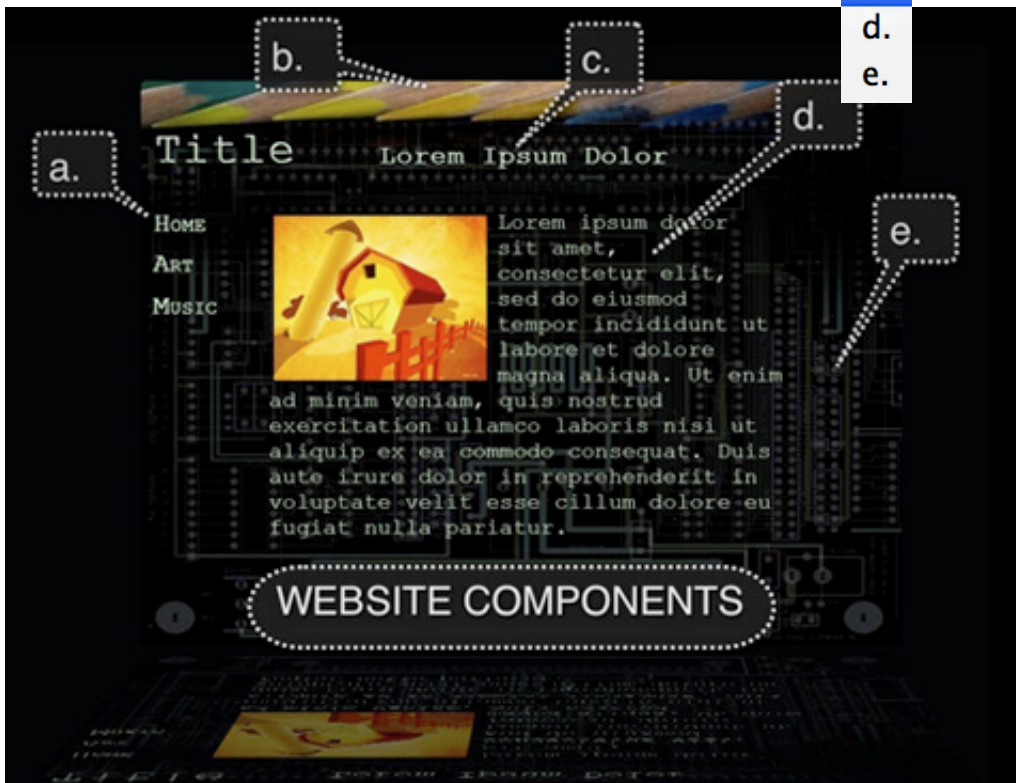 d.
e.
b.
c.
d.
a.
Title
Lorem Ipsum Dolor
e.
HOME
ART
MUSIC
Lorem ipsum dolor
sit amet,
consectetur elit,
sed do eiusmod
tempor incididunt ut
labore et dolore
magna aliqua. Ut enim
ad minim veniam, quis nostrud
exercitation ullamco laboris nisi ut
aliquip ex ea commodo consequat. Duis
aute irure dolor in reprehenderit in
voluptate velit esse cillum dolore eu
fugiat nulla pariatur.
WEBSITE COMPONENTS